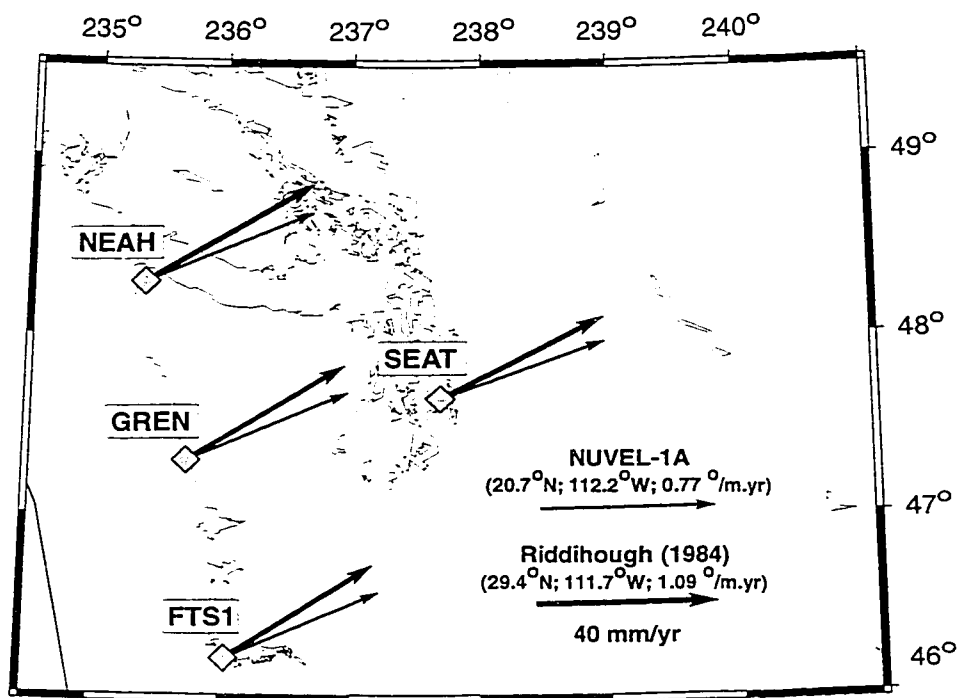 235° 236° 237° 238° 239° 240°
49°
NEAH
48°
SEAT
GREN
NUVEL-1A
(20.7°N; 112.2°W; 0.77 °/m.yr)
47°
Riddihough (1984)
(29.4°N; 111.7°W; 1.09 °/m.yr)
FTS1
40 mm/yr
46°